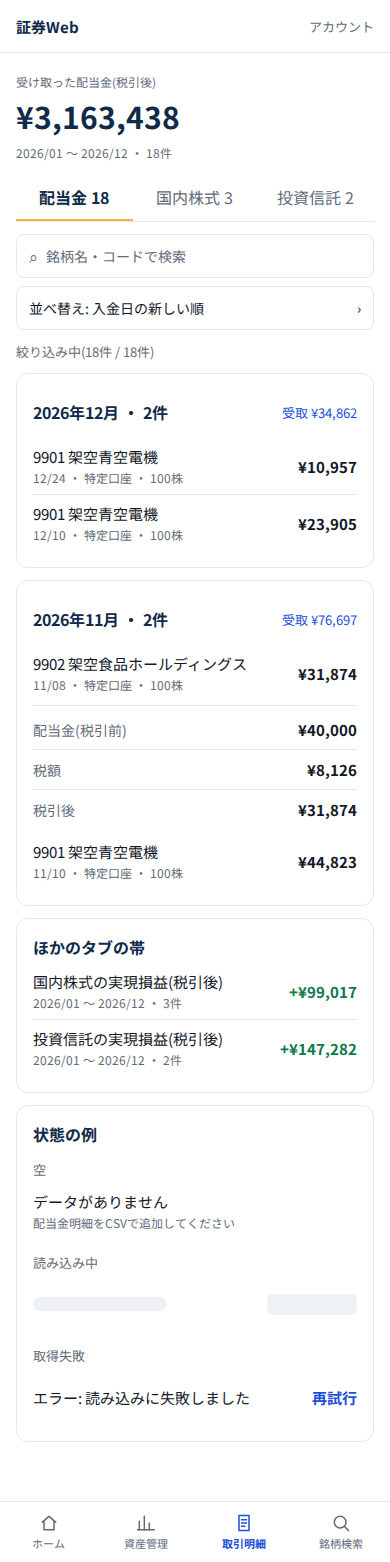 証券Web
アカウント
受け取った配当金(税引後)
¥3,163,438
2026/01 〜 2026/12 ・ 18件
配当金 18
国内株式 3
投資信託 2
銘柄名・コードで検索
並べ替え: 入金日の新しい順
›
絞り込み中(18件 / 18件)
2026年12月 ・ 2件
受取 ¥34,862
9901 架空青空電機
¥10,957
12/24 ・ 特定口座 ・ 100株
9901 架空青空電機
¥23,905
12/10 ・ 特定口座 ・ 100株
2026年11月 ・ 2件
受取 ¥76,697
9902 架空食品ホールディングス
¥31,874
11/08 ・ 特定口座 ・ 100株
配当金(税引前)
¥40,000
税額
¥8,126
税引後
¥31,874
9901 架空青空電機
¥44,823
11/10 ・ 特定口座 ・ 100株
ほかのタブの帯
国内株式の実現損益(税引後)
+¥99,017
2026/01 〜 2026/12 ・ 3件
投資信託の実現損益(税引後)
+¥147,282
2026/01 〜 2026/12 ・ 2件
状態の例
空
データがありません
配当金明細をCSVで追加してください
読み込み中
取得失敗
エラー: 読み込みに失敗しました
再試行
ホーム
資産管理
取引明細
銘柄検索